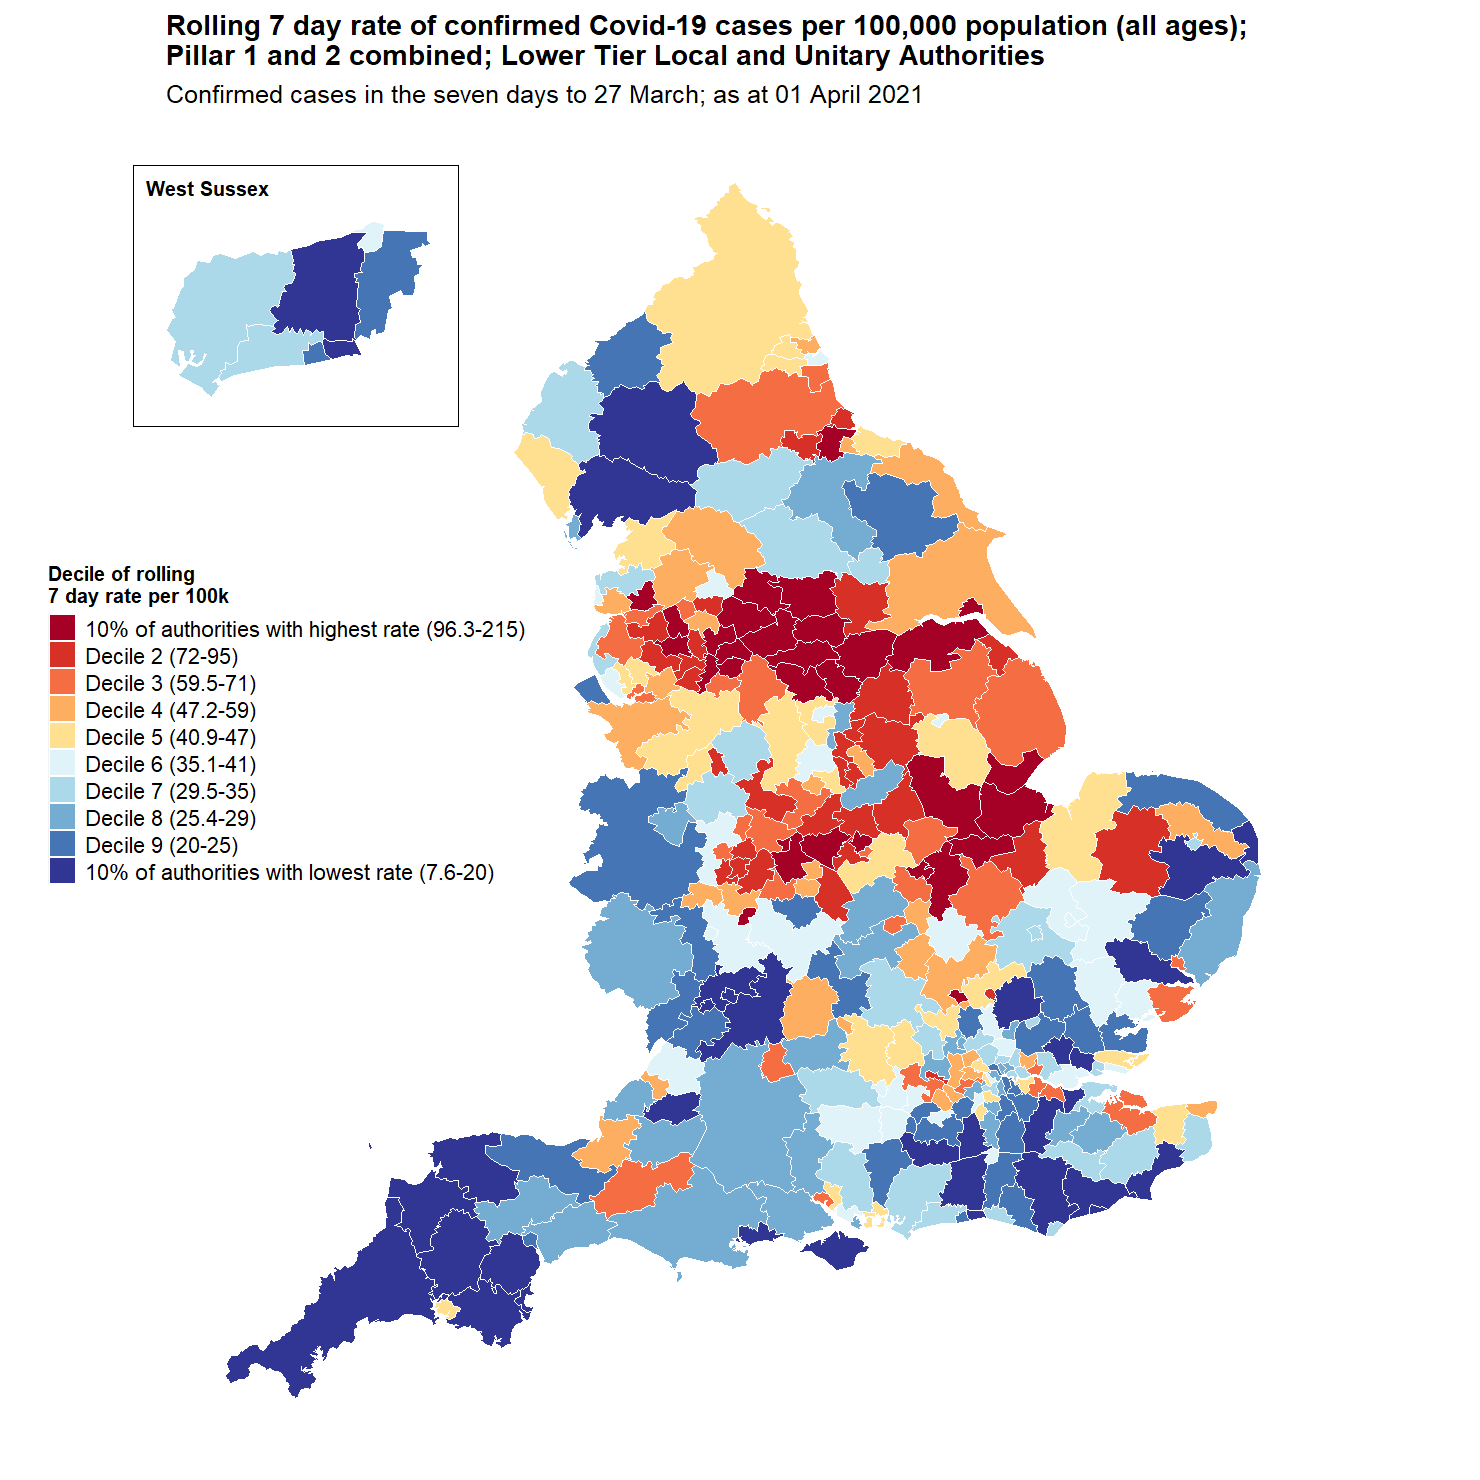 Rolling 7 day rate of confirmed Covid-19 cases per 100,000 population (all ages);
Pillar 1 and 2 combined; Lower Tier Local and Unitary Authorities
Confirmed cases in the seven days to 27 March; as at 01 April 2021
West Sussex
Decile of rolling
7 day rate per 100k
10% of authorities with highest rate (96.3-215)
Decile 2 (72-95)
Decile 3 (59.5-71)
Decile 4 (47.2-59)
Decile 5 (40.9-47)
Decile 6 (35.1-41)
Decile 7 (29.5-35)
Decile 8 (25.4-29)
Decile 9 (20-25)
10% of authorities with lowest rate (7.6-20)